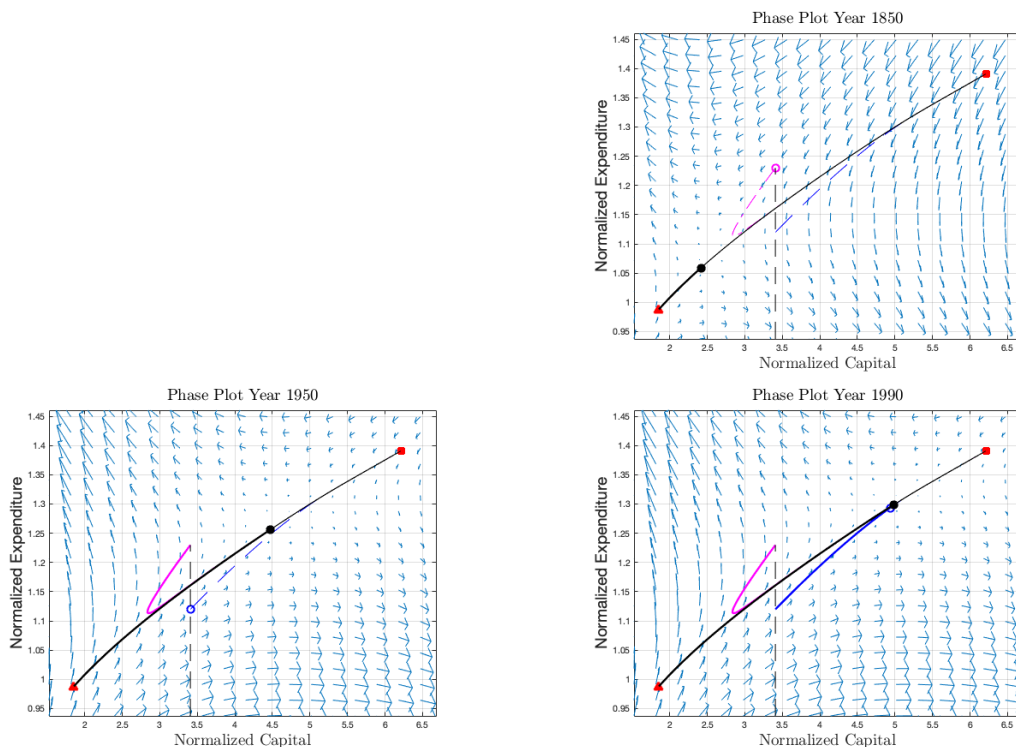 Phase Plot Year 1850
1.45
1.4
1.35
1.3
1.25
1.2
1.15
1.1
1.05
1
0.95
Normalized Expenditure
2 2.5 3 3.5 4 4.5 5 5.5 6 6.5
Normalized Capital
Phase Plot Year 1950
1.45
1.4
1.35
1.3
1.25
1.2
1.15
1.1
1.05
1
0.95
Normalized Expenditure
2 2.5 3 3.5 4 4.5 5 5.5 6 6.5
Normalized Capital
Phase Plot Year 1990
1.45
1.4
1.35
1.3
1.25
1.2
1.15
1.1
1.05
1
0.95
Normalized Expenditure
2 2.5 3 3.5 4 4.5 5 5.5 6 6.5
Normalized Capital